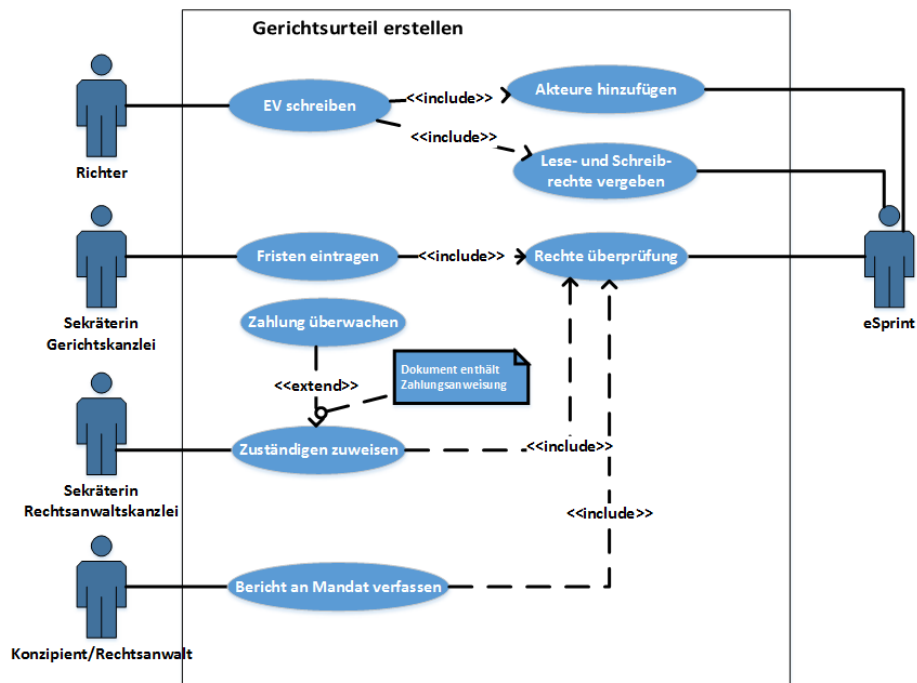 Gerichtsurteil erstellen
EV schreiben
<<include>>
Akteure hinzufügen
<<include>>
Richter
Lese- und Schreib-
rechte vergeben
Fristen eintragen
<<include>>
Rechte überprüfung
Sekräterin
Gerichtskanzlei
eSprint
Zahlung überwachen
Dokument enthält
Zahlungsanweisung
<<extend>>
Zuständigen zuweisen
<<include>>
Sekräterin
Rechtsanwaltskanzlei
<<include>>
Bericht an Mandat verfassen
Konzipient/Rechtsanwalt